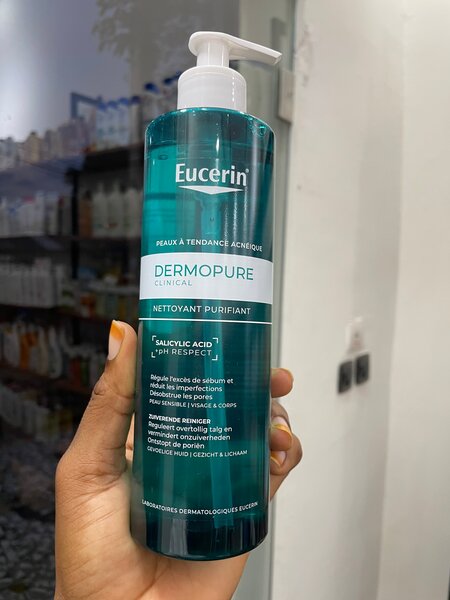 Eucerin
PEAUX À TENDANCE ACNÉIQUE
DERMOPURE
CLINICAL
NETTOYANT PURIFIANT
SALICYLIC ACID
+pH RESPECT
Régule l'excès de sébum et
réduit les imperfections
Désobstrue les pores
PEAU SENSIBLE | VISAGE & CORPS
ZUIVERENDE REINIGER
Reguleert overtollig talg en
vermindert onzuiverheden
Ontstopt de poriën
GEVOELIGE HUID | GEZICHT & LICHAAM
LABORATOIRES DERMATOLOGIQUES EUCERIN